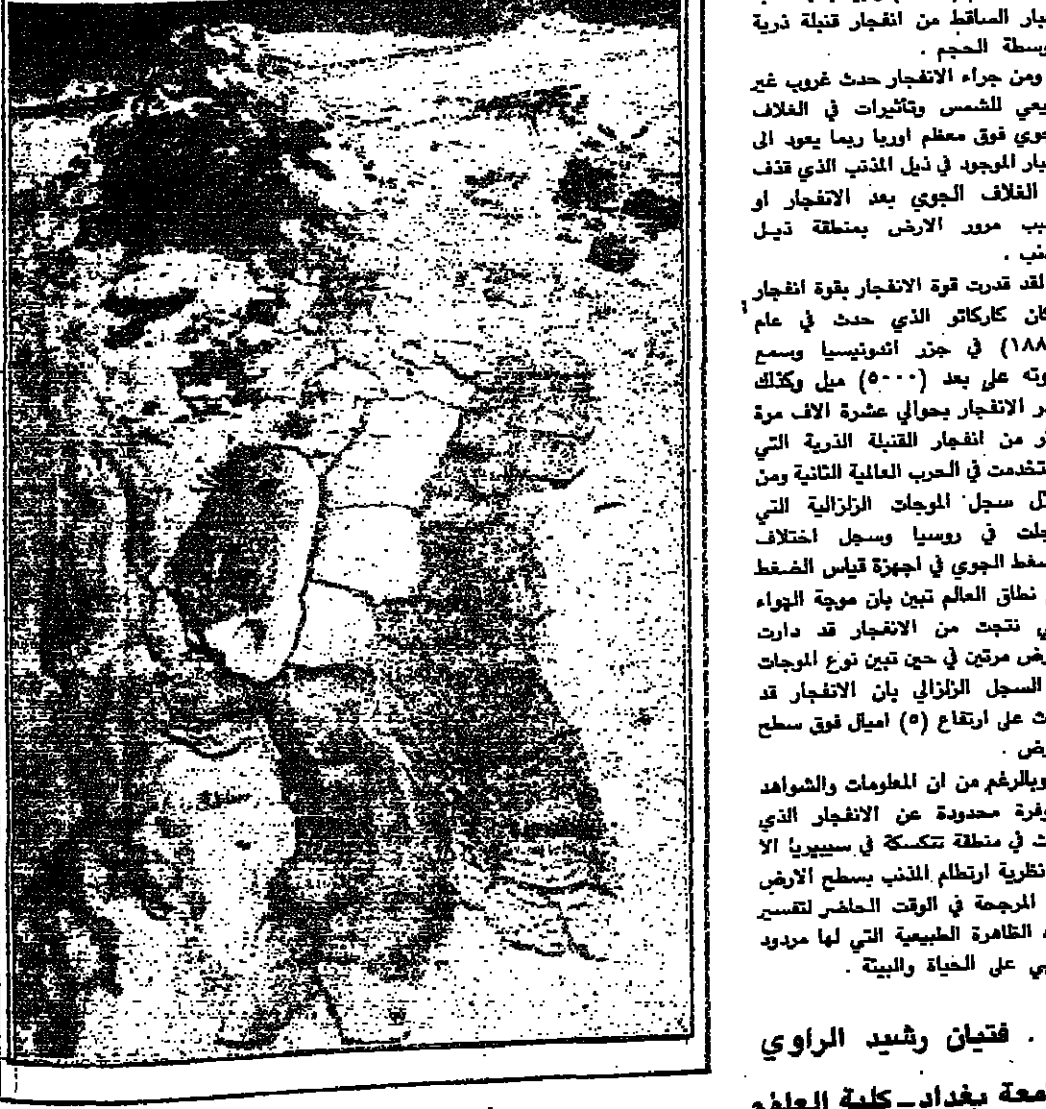 بار الساقط من انفجار قنبلة ذرية
وسطة الحجم .
ومن جراء الانفجار حدث غروب غير
يعي للشمس وتأثيرات في الغلاف
جوي فوق معظم اوربا ربما يعود الى
بار الموجود في ذيل المذنب الذي قذف
الغلاف الجوي بعد الانفجار او
يب مرور الارض بمنطقة ذيل
نب .
لقد قدرت قوة الانفجار بقوة انفجار
كان كاركاتو الذي حدث في عام
١٨٨) في جزر اندونيسيا وسمع
وته على بعد (٥٠٠٠) ميل وكذلك
ر الانفجار بحوالي عشرة الاف مرة
ر من انفجار القنبلة الذرية التي
تخدمت في الحرب العالمية الثانية ومن
ل سجل الموجات الزلزالية التي
جلت في روسيا وسجل اختلاف
ضغط الجوي في اجهزة قياس الضغط
نطاق العالم تبين بان موجة الهواء
ي نتجت من الانفجار قد دارت
رض مرتين في حين تبين نوع الموجات
السجل الزلزالي بان الانفجار قد
ث على ارتفاع (٥) اميال فوق سطح
رض .
وبالرغم من ان المعلومات والشواهد
وفرة محدودة عن الانفجار الذي
ث في منطقة تنكسكة في سيبيريا الا
نظرية ارتطام المذنب بسطح الارض
المرجحة في الوقت الحاضر لتفسير
الظاهرة الطبيعية التي لها مردود
بي على الحياة والبيئة .
. فتيان رشيد الراوي
امعة بغداد ــ كلية العلوم